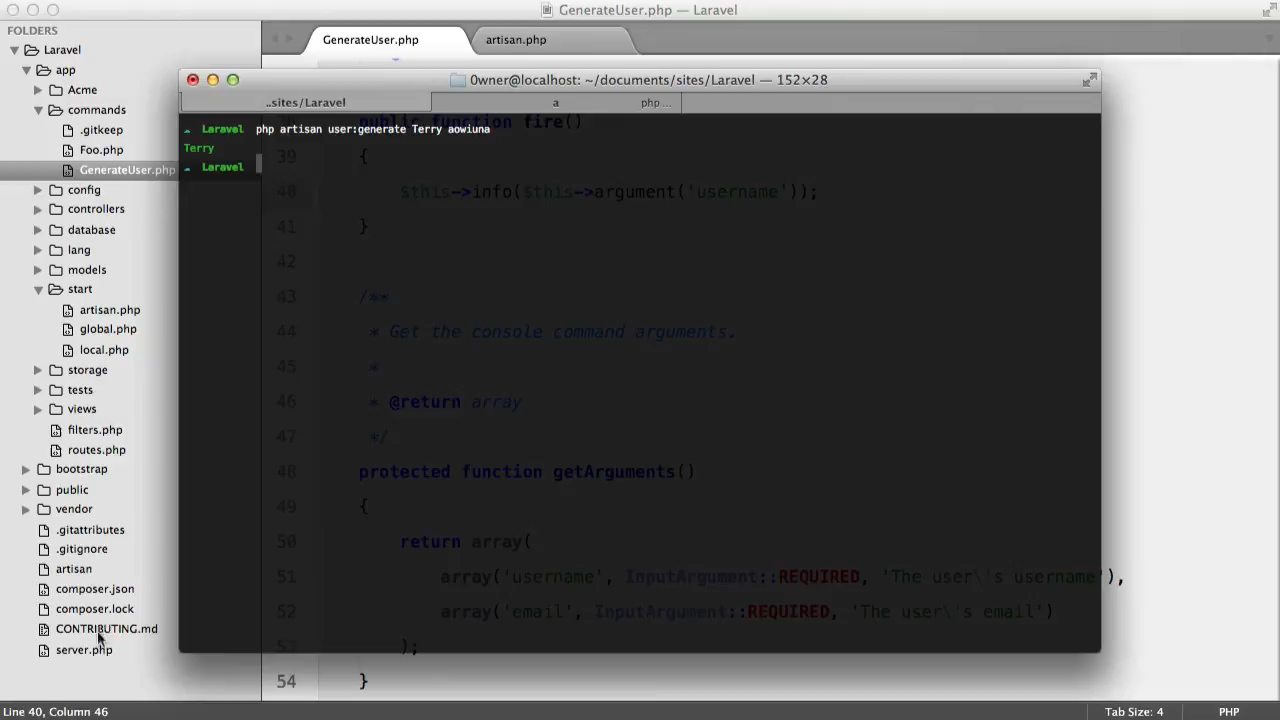 GenerateUser.php — Laravel
FOLDERS
Laravel
app
Acme
commands
.gitkeep
Foo.php
GenerateUser.php
config
controllers
database
lang
models
start
artisan.php
global.php
local.php
storage
tests
views
filters.php
routes.php
bootstrap
public
vendor
.gitattributes
.gitignore
artisan
composer.json
composer.lock
CONTRIBUTING.md
server.php
GenerateUser.php
artisan.php
0wner@localhost: ~/documents/sites/Laravel — 152×28
..sites/Laravel
a
php ...
Laravel php artisan user:generate Terry aowiuna
Terry
Laravel
public function fire()
39 {
40 $this->info($this->argument('username'));
41 }
42
43 /**
44 * Get the console command arguments.
45 *
46 * @return array
47 */
48 protected function getArguments()
49 {
50 return array(
51 array('username', InputArgument::REQUIRED, 'The user\'s username'),
52 array('email', InputArgument::REQUIRED, 'The user\'s email')
53 );
54 }
Line 40, Column 46
Tab Size: 4
PHP